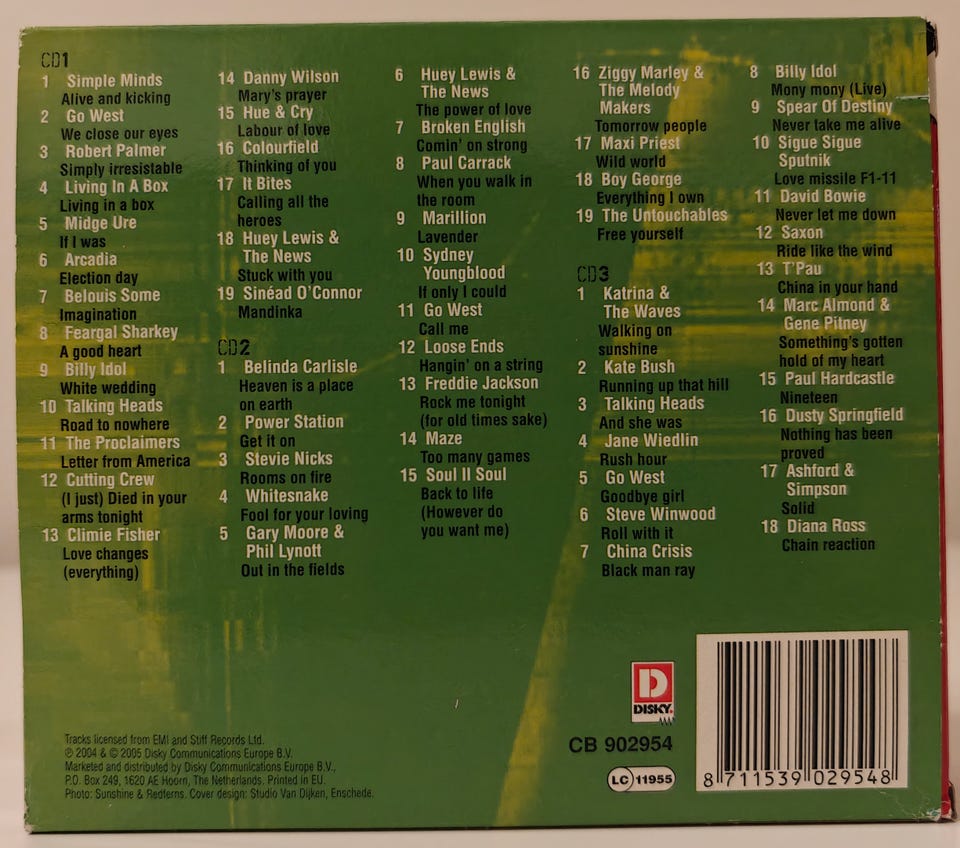 CD1
1 Simple Minds
Alive and kicking
2 Go West
We close our eyes
3 Robert Palmer
Simply irresistable
4 Living In A Box
Living in a box
5 Midge Ure
If I was
6 Arcadia
Election day
7 Belouis Some
Imagination
8 Feargal Sharkey
A good heart
9 Billy Idol
White wedding
10 Talking Heads
Road to nowhere
11 The Proclaimers
Letter from America
12 Cutting Crew
(I just) Died in your
arms tonight
13 Climie Fisher
Love changes
(everything)
14 Danny Wilson
Mary's prayer
15 Hue & Cry
Labour of love
16 Colourfield
Thinking of you
17 It Bites
Calling all the
heroes
18 Huey Lewis &
The News
Stuck with you
19 Sinéad O'Connor
Mandinka
CD2
1 Belinda Carlisle
Heaven is a place
on earth
2 Power Station
Get it on
3 Stevie Nicks
Rooms on fire
4 Whitesnake
Fool for your loving
5 Gary Moore &
Phil Lynott
Out in the fields
6 Huey Lewis &
The News
The power of love
7 Broken English
Comin' on strong
8 Paul Carrack
When you walk in
the room
9 Marillion
Lavender
10 Sydney
Youngblood
If only I could
11 Go West
Call me
12 Loose Ends
Hangin' on a string
13 Freddie Jackson
Rock me tonight
(for old times sake)
14 Maze
Too many games
15 Soul II Soul
Back to life
(However do
you want me)
16 Ziggy Marley &
The Melody
Makers
Tomorrow people
17 Maxi Priest
Wild world
18 Boy George
Everything I own
19 The Untouchables
Free yourself
CD3
1 Katrina &
The Waves
Walking on
sunshine
2 Kate Bush
Running up that hill
3 Talking Heads
And she was
4 Jane Wiedlin
Rush hour
5 Go West
Goodbye girl
6 Steve Winwood
Roll with it
7 China Crisis
Black man ray
8 Billy Idol
Mony mony (Live)
9 Spear Of Destiny
Never take me alive
10 Sigue Sigue
Sputnik
Love missile F1-11
11 David Bowie
Never let me down
12 Saxon
Ride like the wind
13 T'Pau
China in your hand
14 Marc Almond &
Gene Pitney
Something's gotten
hold of my heart
15 Paul Hardcastle
Nineteen
16 Dusty Springfield
Nothing has been
proved
17 Ashford &
Simpson
Solid
18 Diana Ross
Chain reaction
Tracks licensed from EMI and Stiff Records Ltd.
℗ 2004 & © 2005 Disky Communications Europe B.V.
Marketed and distributed by Disky Communications Europe B.V.,
P.O. Box 249, 1620 AE Hoorn, The Netherlands. Printed in EU.
Photo: Sunshine & Redferns. Cover design: Studio Van Dijken, Enschede.
D
DISKY
CB 902954
LC 11955
8 711539 029548